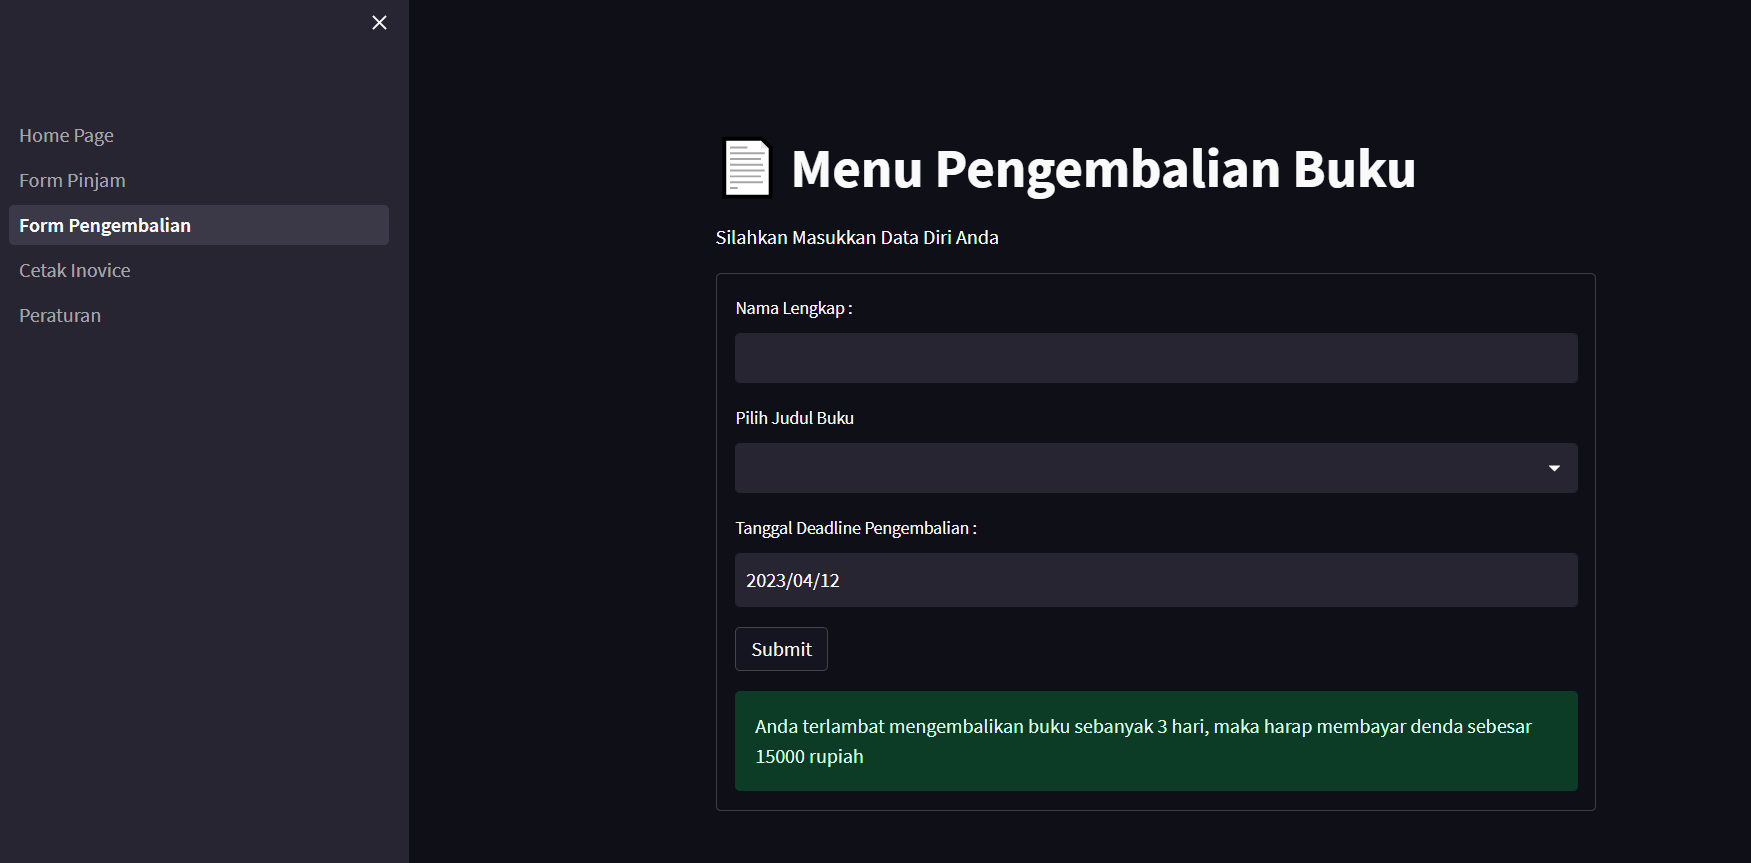 Home Page
Form Pinjam
Form Pengembalian
Cetak Inovice
Peraturan
Menu Pengembalian Buku
Silahkan Masukkan Data Diri Anda
Nama Lengkap :
Pilih Judul Buku
Tanggal Deadline Pengembalian :
2023/04/12
Submit
Anda terlambat mengembalikan buku sebanyak 3 hari, maka harap membayar denda sebesar
15000 rupiah